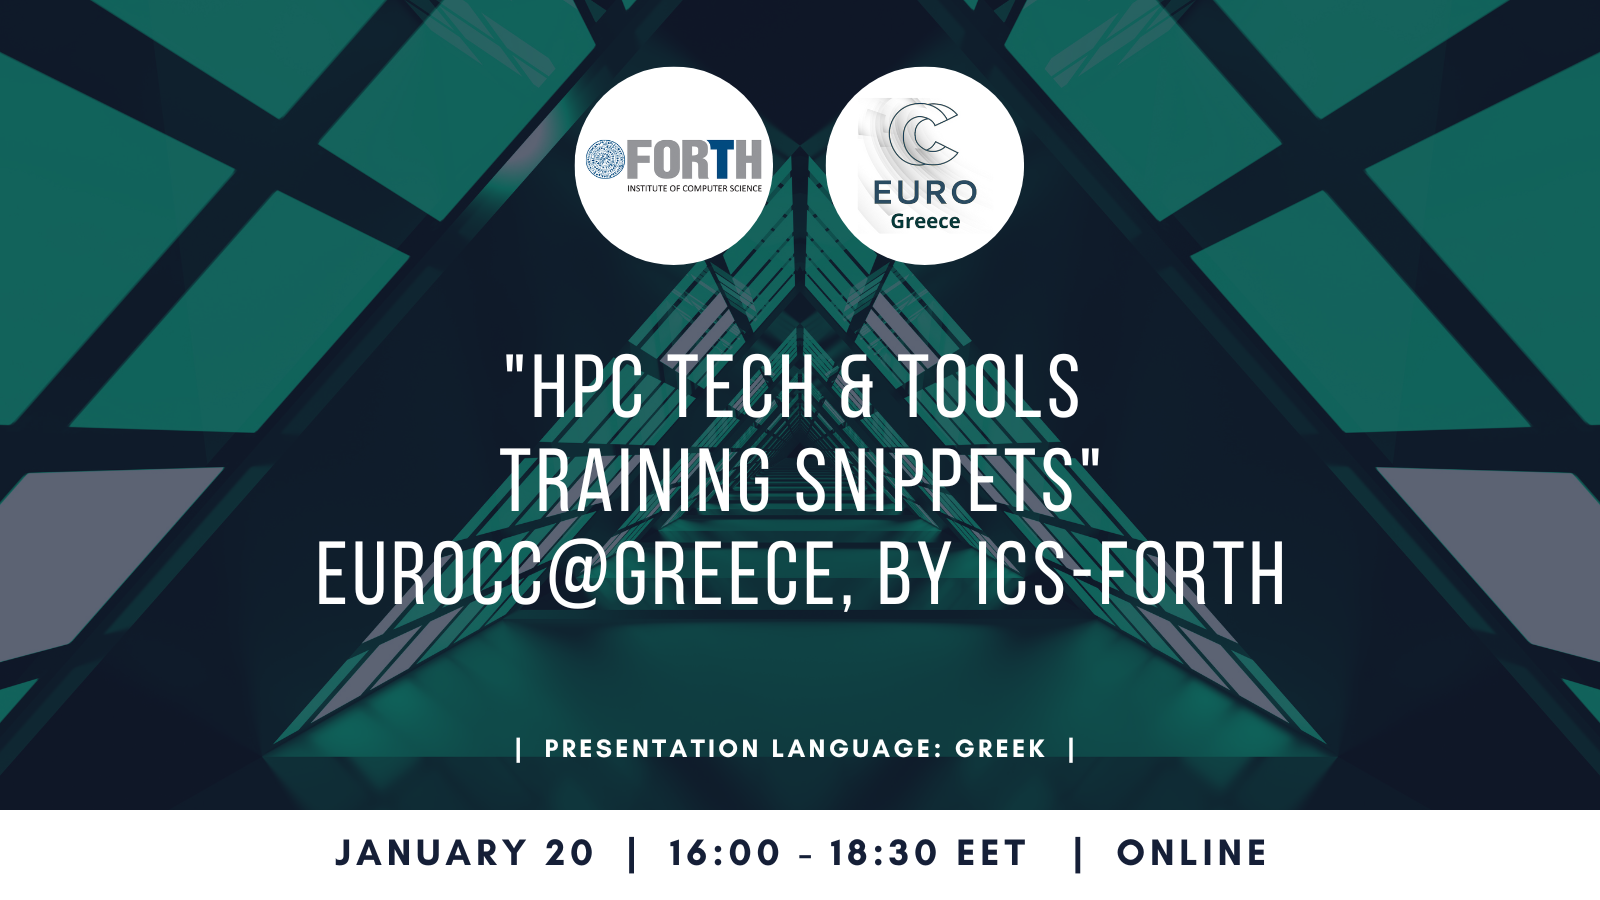 FORTH
INSTITUTE OF COMPUTER SCIENCE
EURO
Greece
"HPC TECH & TOOLS
TRAINING SNIPPETS"
EUROCC@GREECE, BY ICS-FORTH
| PRESENTATION LANGUAGE: GREEK |
JANUARY 20 | 16:00 - 18:30 EET | ONLINE